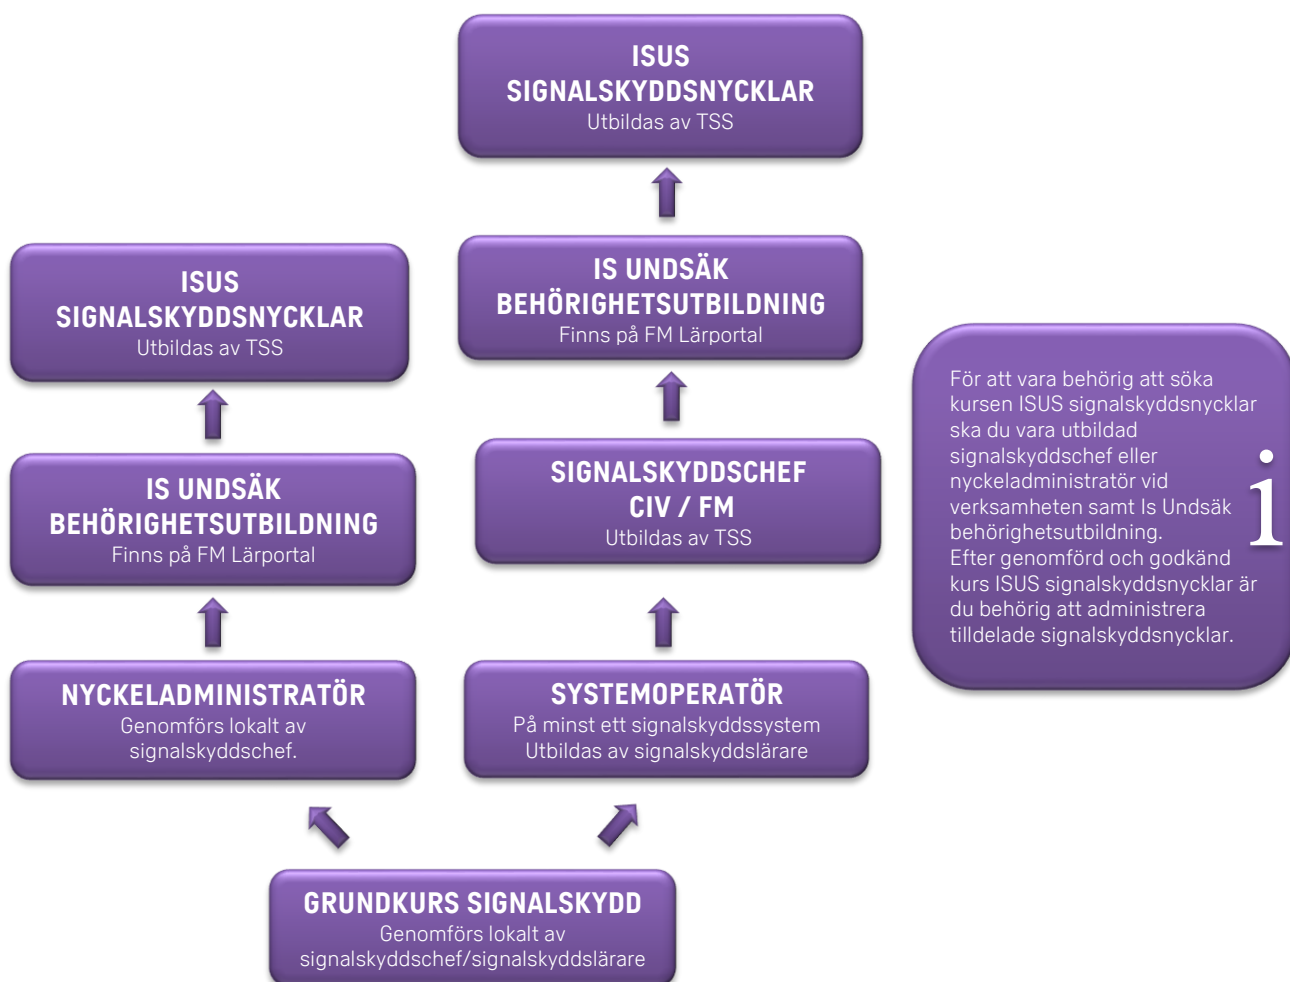 ISUS
SIGNALSKYDDSNYCKLAR
Utbildas av TSS
ISUS
SIGNALSKYDDSNYCKLAR
Utbildas av TSS
IS UNDSÄK
BEHÖRIGHETSUTBILDNING
Finns på FM Lärportal
IS UNDSÄK
BEHÖRIGHETSUTBILDNING
Finns på FM Lärportal
SIGNALSKYDDSCHEF
CIV / FM
Utbildas av TSS
För att vara behörig att söka
kursen ISUS signalskyddsnycklar
ska du vara utbildad
signalskyddschef eller
nyckeladministratör vid
verksamheten samt Is Undsäk
behörighetsutbildning.
Efter genomförd och godkänd
kurs ISUS signalskyddsnycklar är
du behörig att administrera
tilldelade signalskyddsnycklar.
i
NYCKELADMINISTRATÖR
Genomförs lokalt av
signalskyddschef.
SYSTEMOPERATÖR
På minst ett signalskyddssystem
Utbildas av signalskyddslärare
GRUNDKURS SIGNALSKYDD
Genomförs lokalt av
signalskyddschef/signalskyddslärare